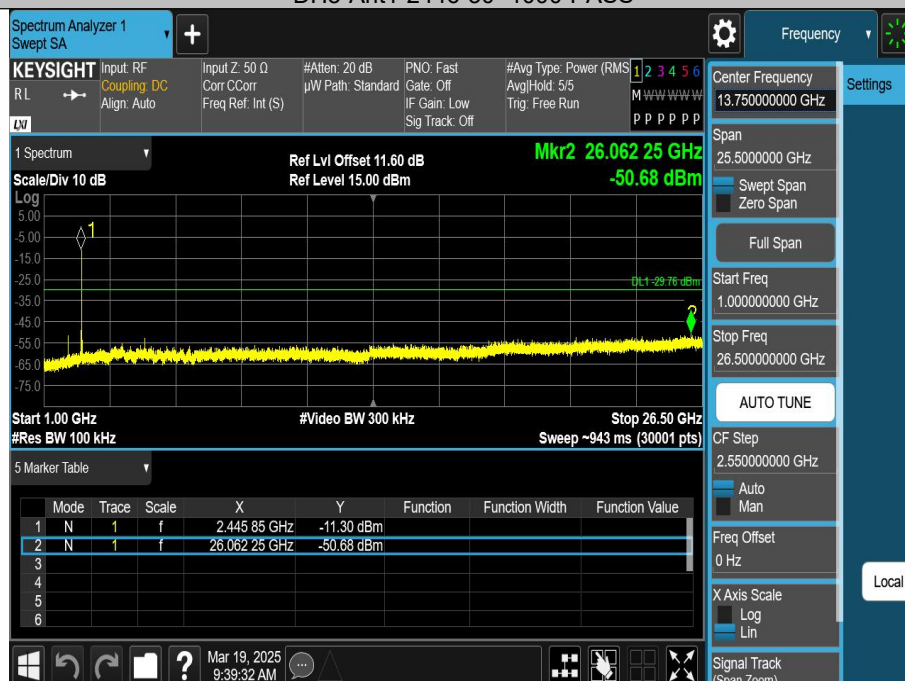 Spectrum Analyzer 1
Swept SA
+
Frequency
KEYSIGHT
RL
LXI
Input: RF
Coupling: DC
Align: Auto
Input Z: 50 Ω
Corr CCorr
Freq Ref: Int (S)
#Atten: 20 dB
µW Path: Standard
PNO: Fast
Gate: Off
IF Gain: Low
Sig Track: Off
#Avg Type: Power (RMS
Avg|Hold: 5/5
Trig: Free Run
1 2 3 4 5 6
M W W W W W
P P P P P P
1 Spectrum
Scale/Div 10 dB
Ref Lvl Offset 11.60 dB
Ref Level 15.00 dBm
Mkr2 26.062 25 GHz
-50.68 dBm
Log
5.00
-5.00
-15.0
-25.0
-35.0
-45.0
-55.0
-65.0
-75.0
1
DL1 -29.76 dBm
2
Start 1.00 GHz
#Video BW 300 kHz
Stop 26.50 GHz
#Res BW 100 kHz
Sweep ~943 ms (30001 pts)
5 Marker Table
Mode Trace Scale X Y Function Function Width Function Value
1 N 1 f 2.445 85 GHz -11.30 dBm
2 N 1 f 26.062 25 GHz -50.68 dBm
3
4
5
6
?
Mar 19, 2025
9:39:32 AM
Center Frequency
13.750000000 GHz
Settings
Span
25.5000000 GHz
Swept Span
Zero Span
Full Span
Start Freq
1.000000000 GHz
Stop Freq
26.500000000 GHz
AUTO TUNE
CF Step
2.550000000 GHz
Auto
Man
Freq Offset
0 Hz
Local
X Axis Scale
Log
Lin
Signal Track
(Span Zoom)